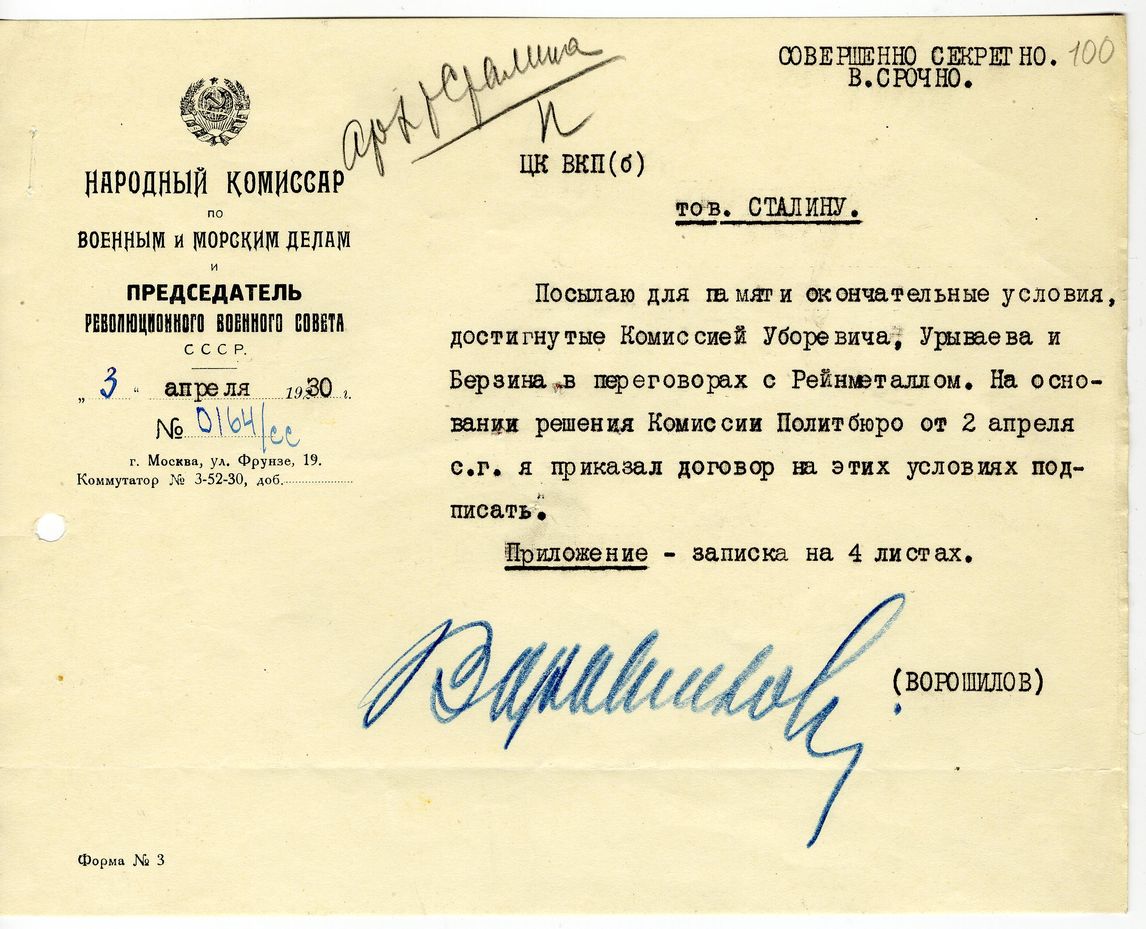 СОВЕРШЕННО СЕКРЕТНО. 100
В.СРОЧНО.
арх Сталина
НАРОДНЫЙ КОМИССАР
ПО
ВОЕННЫМ и МОРСКИМ ДЕЛАМ
И
ПРЕДСЕДАТЕЛЬ
РЕВОЛЮЦИОННОГО ВОЕННОГО СОВЕТА
СССР.
„ 3 “ апреля 1930 г.
№ 0164/сс
г. Москва, ул. Фрунзе, 19.
Коммутатор № 3-52-30, доб.
ЦК ВКП(б)
тов. СТАЛИНУ.
Посылаю для памяти окончательные условия,
достигнутые Комиссией Уборевича, Урываева и
Берзина в переговорах с Рейнметаллом. На осно-
вании решения Комиссии Политбюро от 2 апреля
с.г. я приказал договор на этих условиях под-
писать.
Приложение - записка на 4 листах.
Ворошилов
(ВОРОШИЛОВ)
Форма № 3